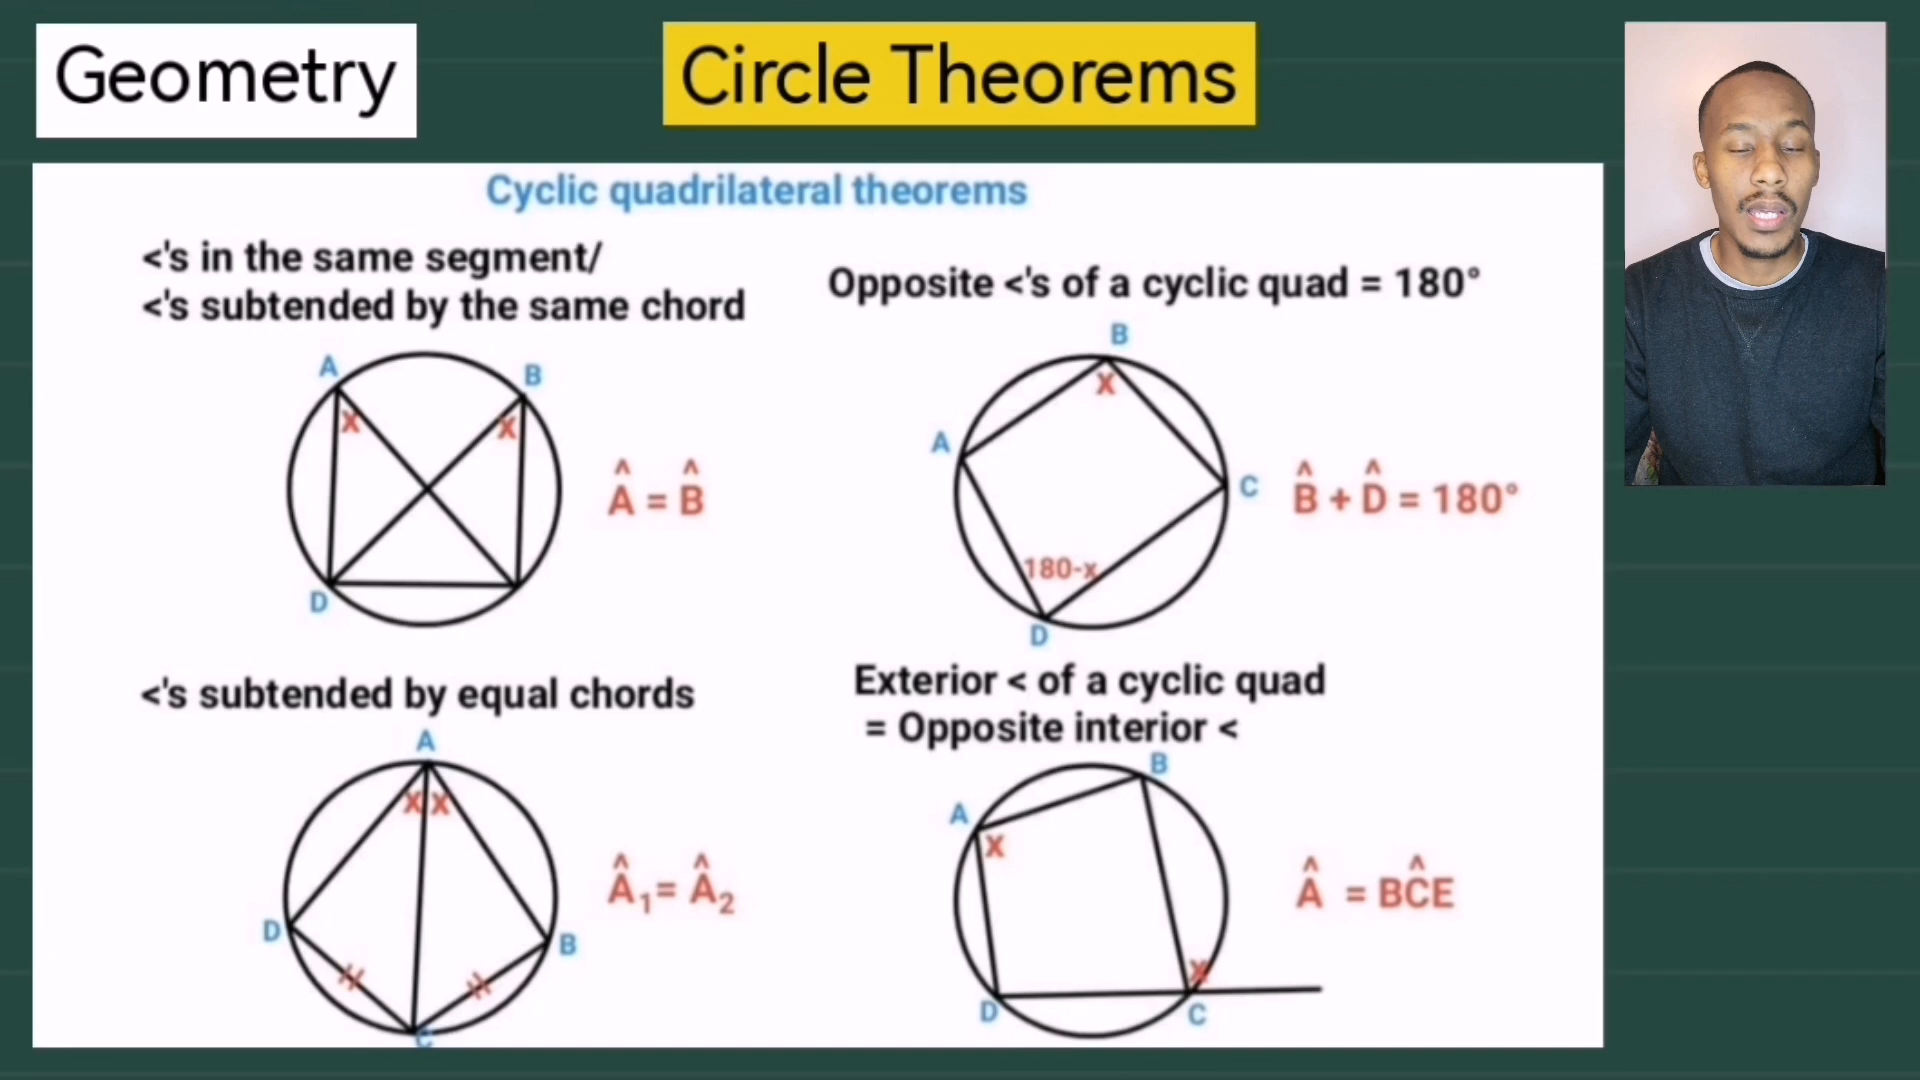 Geometry
Circle Theorems
Cyclic quadrilateral theorems
<'s in the same segment/
<'s subtended by the same chord
A
B
X
X
D
Â = B̂
Opposite <'s of a cyclic quad = 180°
B
X
A
C
180-x
D
B̂ + D̂ = 180°
<'s subtended by equal chords
A
X X
D
B
C
Â₁= Â₂
Exterior < of a cyclic quad
= Opposite interior <
B
A
X
X
D
C
Â = BĈE